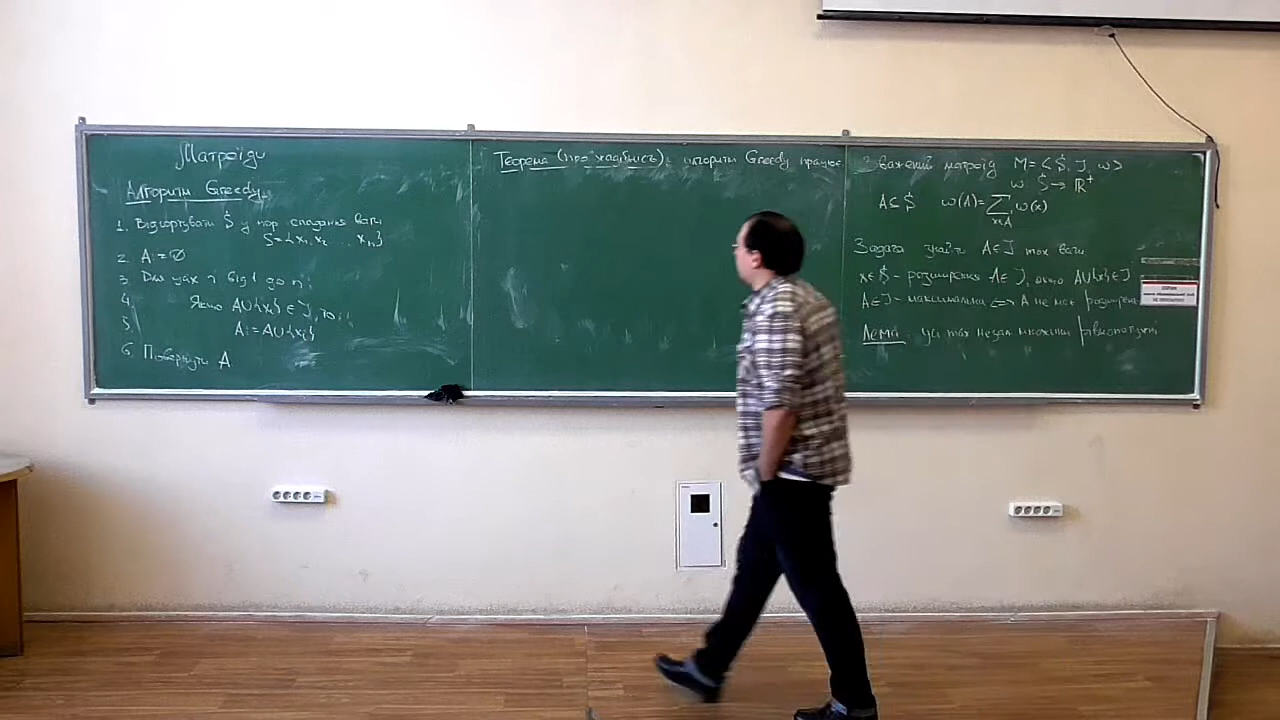 Матроїди
Алгоритм Greedy
1. Відсортувати S у пор. спадання ваги
S={x₁, x₂ ... xₙ}
2. A:=∅
3. Для усіх i від 1 до n:
4. Якщо A∪{xᵢ}∈J, то:
5. A:=A∪{xᵢ}
6. Повернути A
Теорема (про жадібність): алгоритм Greedy працює
Зважений матроїд M=<S, J, w>
w: S→ℝ⁺
A⊆S w(A)=∑ w(x)
x∈A
Задача: знайти A∈J max ваги
x∈S - розширення A∈J, якщо A∪{x}∈J
A∈J - максимальна ⟺ A не має розширень
Лема: усі max незал. множини рівнопотужні